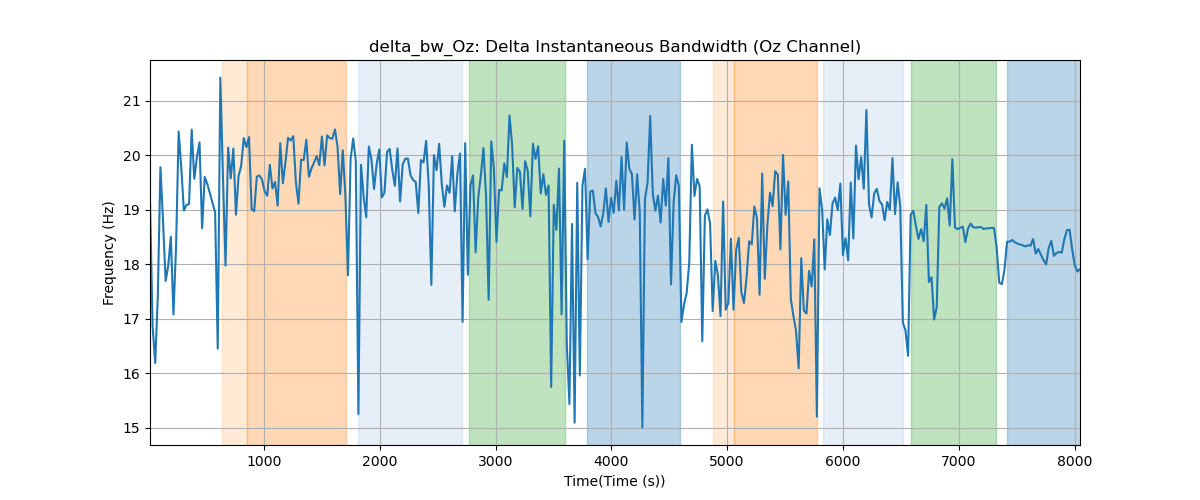 delta_bw_Oz: Delta Instantaneous Bandwidth (Oz Channel)
Frequency (Hz)
21
20
19
18
17
16
15
1000 2000 3000 4000 5000 6000 7000 8000
Time(Time (s))